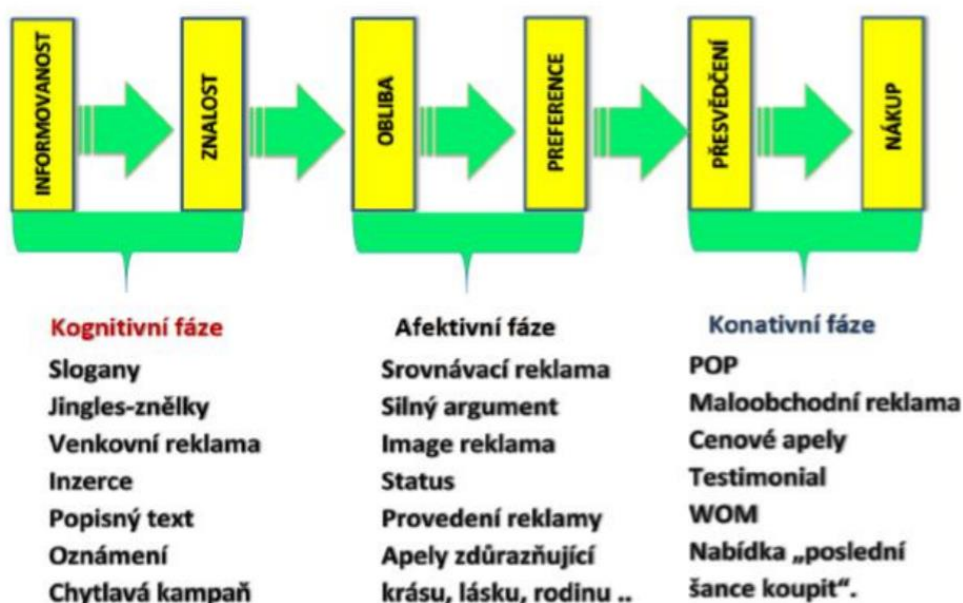 INFORMOVANOST
ZNALOST
OBLIBA
PREFERENCE
PŘESVĚDČENÍ
NÁKUP
Kognitivní fáze
Slogany
Jingles-znělky
Venkovní reklama
Inzerce
Popisný text
Oznámení
Chytlavá kampaň
Afektivní fáze
Srovnávací reklama
Silný argument
Image reklama
Status
Provedení reklamy
Apely zdůrazňující
krásu, lásku, rodinu ..
Konativní fáze
POP
Maloobchodní reklama
Cenové apely
Testimonial
WOM
Nabídka „poslední
šance koupit“.